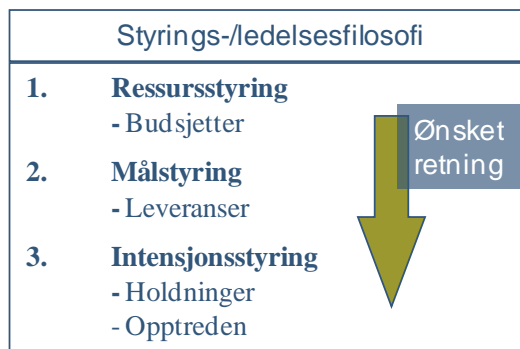 Styrings-/ledelsesfilosofi
1. Ressursstyring
- Budsjetter
2. Målstyring
- Leveranser
3. Intensjonsstyring
- Holdninger
- Opptreden
Ønsket
retning